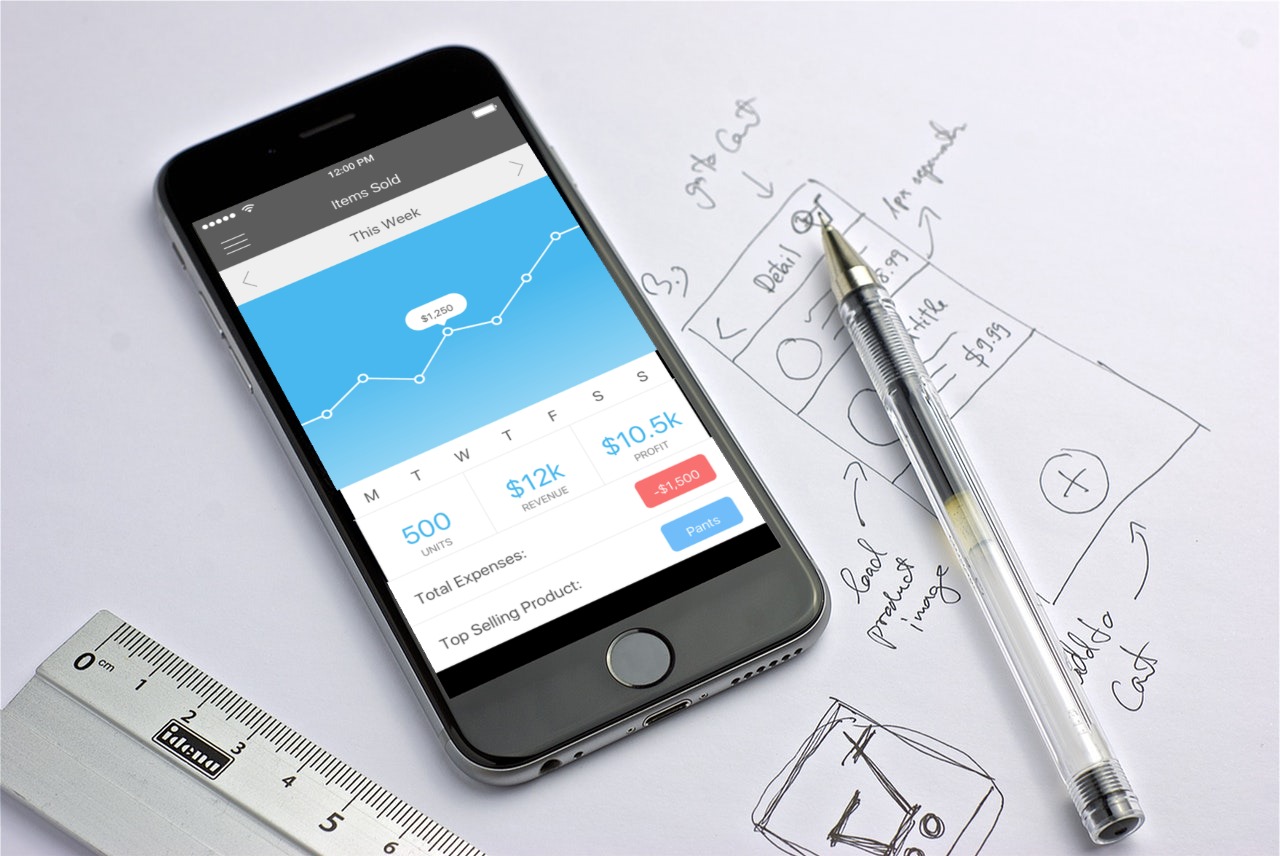 12:00 PM
Items Sold
This Week
$1,250
M T W T F S S
500
UNITS
$12k
REVENUE
$10.5k
PROFIT
Total Expenses:
-$1,500
Top Selling Product:
Pants
go to Cart
1px
3.)
Detail
8.99
title
$9.99
load
product
image
add to
Cart
0 cm 1 2 3 4 5 6
idena